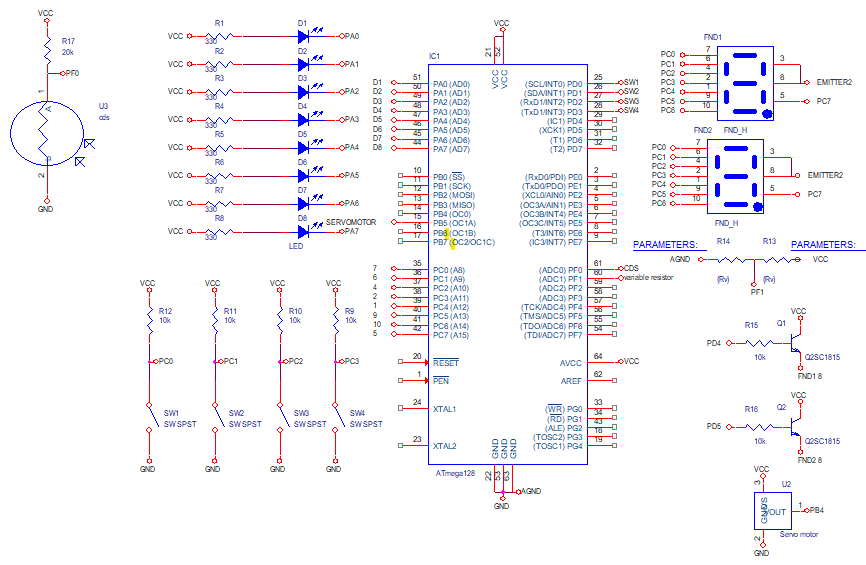 VCC
R17
20k
PF0
1
A
U3
cds
2
GND
VCC R1 330 D1 PA0
VCC R2 330 D2 PA1
VCC R3 330 D3 PA2
VCC R4 330 D4 PA3
VCC R5 330 D5 PA4
VCC R6 330 D6 PA5
VCC R7 330 D7 PA6
VCC R8 330 D8 PA7
LED
SERVOMOTOR
VCC VCC VCC VCC
R12 R11 R10 R9
10k 10k 10k 10k
PC0 PC1 PC2 PC3
SW1 SW2 SW3 SW4
SW SPST SW SPST SW SPST SW SPST
GND GND GND GND
VCC
21 52
IC1
VCC VCC
D1 51 PA0 (AD0) (SCL/INT0) PD0 25 SW1
D2 50 PA1 (AD1) (SDA/INT1) PD1 26 SW2
D3 49 PA2 (AD2) (RxD1/INT2) PD2 27 SW3
D4 48 PA3 (AD3) (TxD1/INT3) PD3 28 SW4
D5 47 PA4 (AD4) (IC1) PD4 29
D6 46 PA5 (AD5) (XCK1) PD5 30
D7 45 PA6 (AD6) (T1) PD6 31
D8 44 PA7 (AD7) (T2) PD7 32
10 PB0 (SS) (RxD0/PDI) PE0 2
11 PB1 (SCK) (TxD0/PDO) PE1 3
12 PB2 (MOSI) (XCL0/AIN0) PE2 4
13 PB3 (MISO) (OC3A/AIN1) PE3 5
14 PB4 (OC0) (OC3B/INT4) PE4 6
15 PB5 (OC1A) (OC3C/INT5) PE5 7
16 PB6 (OC1B) (T3/INT6) PE6 8
17 PB7 (OC2/OC1C) (IC3/INT7) PE7 9
7 35 PC0 (A8) (ADC0) PF0 61 CDS
6 36 PC1 (A9) (ADC1) PF1 60 variable resistor
4 37 PC2 (A10) (ADC2) PF2 59
2 38 PC3 (A11) (ADC3) PF3 58
1 39 PC4 (A12) (TCK/ADC4) PF4 57
9 40 PC5 (A13) (TMS/ADC5) PF5 56
10 41 PC6 (A14) (TDO/ADC6) PF6 55
5 42 PC7 (A15) (TDI/ADC7) PF7 54
20 RESET AVCC 64 VCC
1 PEN AREF 62
24 XTAL1 (WR) PG0 33
(RD) PG1 34
(ALE) PG2 43
(TOSC2) PG3 18
23 XTAL2 (TOSC1) PG4 19
GND GND GND
ATmega128
22 53 63
AGND
GND
FND1
PC0 7
PC1 6
PC2 4
PC3 2
PC4 1
PC5 9
PC6 10
3
8 EMITTER2
5 PC7
FND2 FND_H
PC0 7
PC1 6
PC2 4
PC3 2
PC4 1
PC5 9
PC6 10
3
8 EMITTER2
5 PC7
FND_H
PARAMETERS: R14 R13 PARAMETERS:
AGND VCC
(Rv) (Rv)
PF1
VCC
R15 Q1
PD4
10k Q2SC1815
FND1 8
VCC
R16 Q2
PD5
10k Q2SC1815
FND2 8
VCC
3 U2
VOUT 1 PB4
2 Servo motor
GND